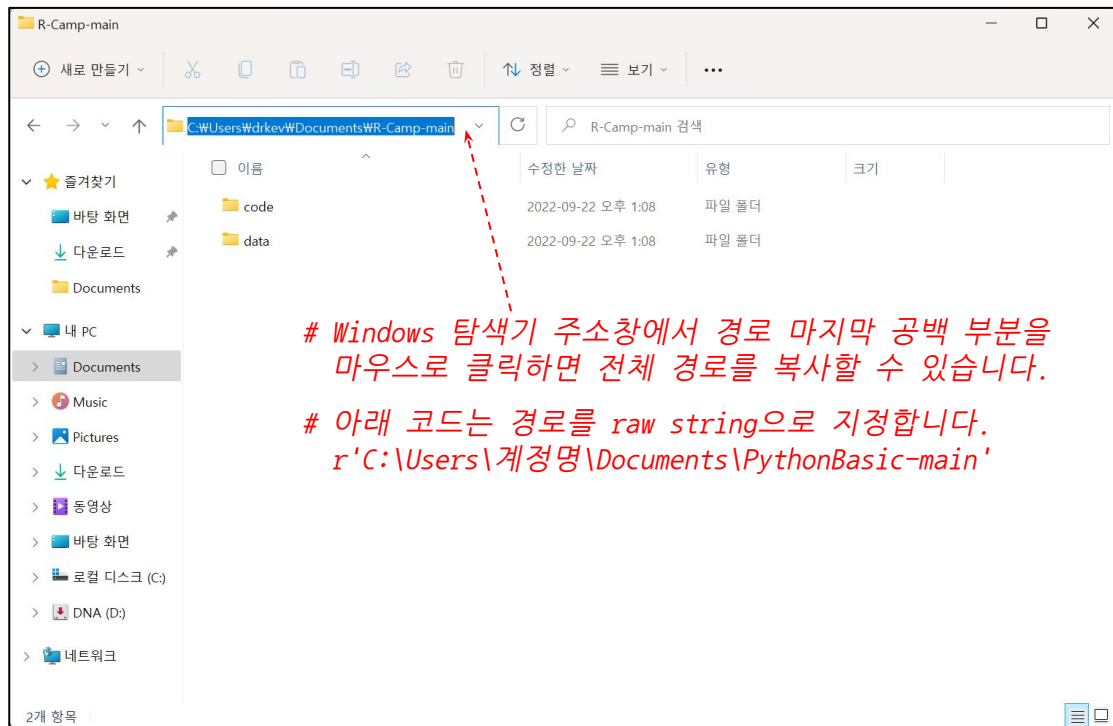 R-Camp-main
새로 만들기
정렬
보기
C:₩Users₩drkev₩Documents₩R-Camp-main
R-Camp-main 검색
이름
수정한 날짜
유형
크기
즐겨찾기
바탕 화면
다운로드
Documents
내 PC
Documents
Music
Pictures
다운로드
동영상
바탕 화면
로컬 디스크 (C:)
DNA (D:)
네트워크
code
2022-09-22 오후 1:08
파일 폴더
data
2022-09-22 오후 1:08
파일 폴더
# Windows 탐색기 주소창에서 경로 마지막 공백 부분을
마우스로 클릭하면 전체 경로를 복사할 수 있습니다.
# 아래 코드는 경로를 raw string으로 지정합니다.
r'C:\Users\계정명\Documents\PythonBasic-main'
2개 항목